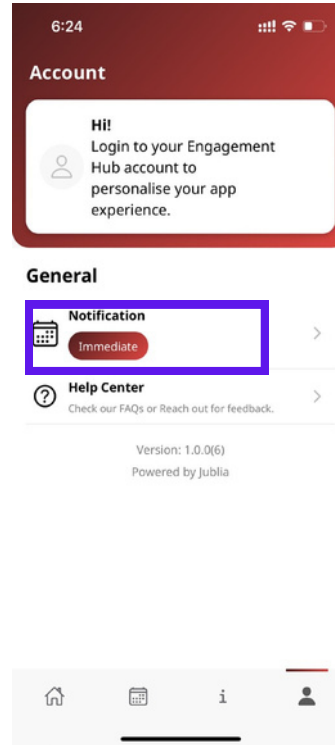 6:24
Account
Hi!
Login to your Engagement
Hub account to
personalise your app
experience.
General
Notification
Immediate
Help Center
Check our FAQs or Reach out for feedback.
Version: 1.0.0(6)
Powered by Jublia